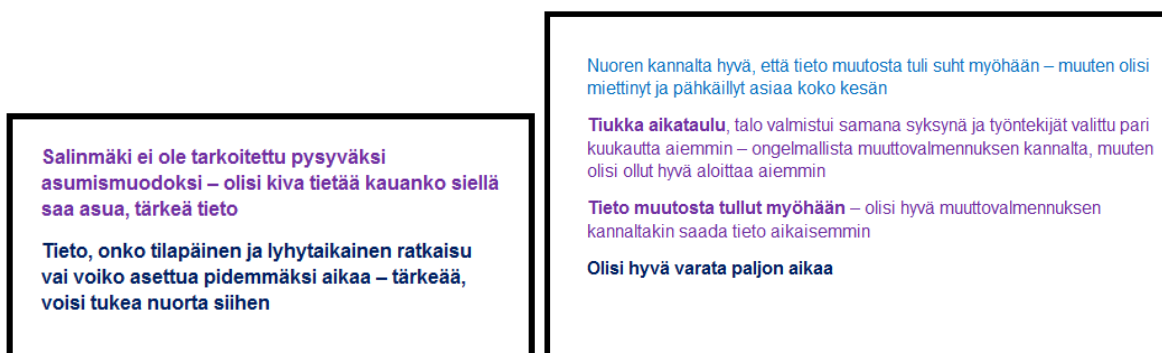 Salinmäki ei ole tarkoitettu pysyväksi
asumismuodoksi – olisi kiva tietää kauanko siellä
saa asua, tärkeä tieto
Tieto, onko tilapäinen ja lyhytaikainen ratkaisu
vai voiko asettua pidemmäksi aikaa – tärkeää,
voisi tukea nuorta siihen
Nuoren kannalta hyvä, että tieto muutosta tuli suht myöhään – muuten olisi
miettinyt ja pähkäillyt asiaa koko kesän
Tiukka aikataulu, talo valmistui samana syksynä ja työntekijät valittu pari
kuukautta aiemmin – ongelmallista muuttovalmennuksen kannalta, muuten
olisi ollut hyvä aloittaa aiemmin
Tieto muutosta tullut myöhään – olisi hyvä muuttovalmennuksen
kannaltakin saada tieto aikaisemmin
Olisi hyvä varata paljon aikaa